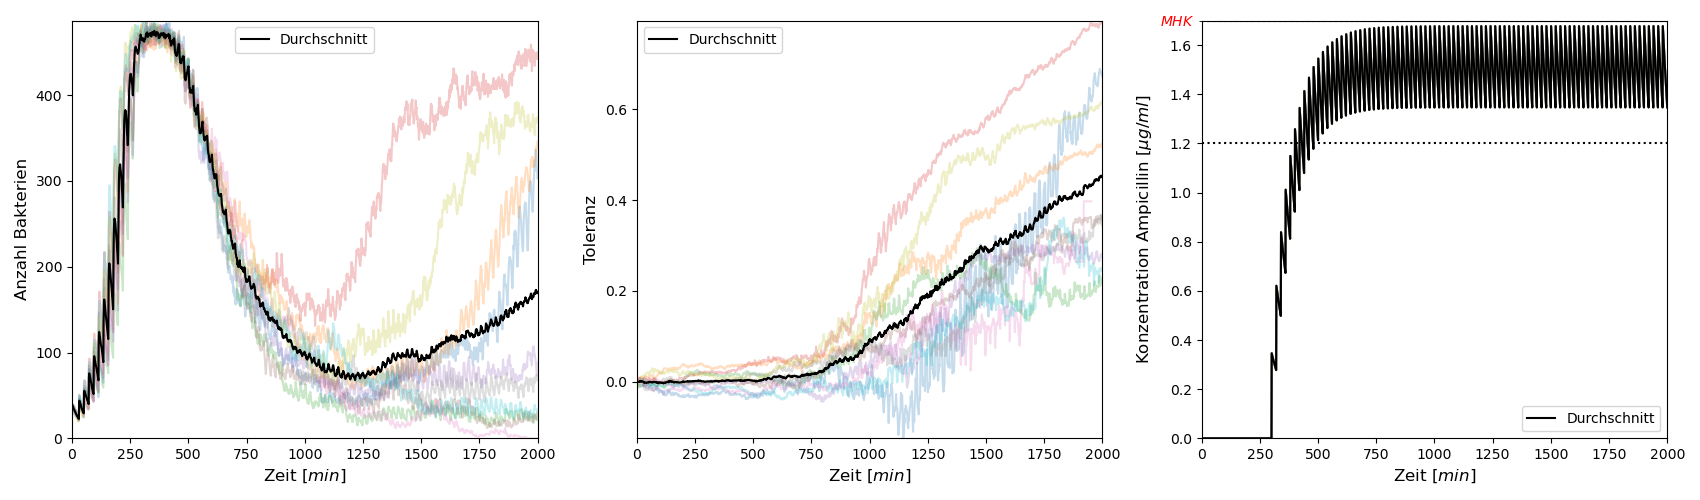 Durchschnitt
Anzahl Bakterien
400
300
200
100
0
0 250 500 750 1000 1250 1500 1750 2000
Zeit [min]
Durchschnitt
Toleranz
0.6
0.4
0.2
0.0
0 250 500 750 1000 1250 1500 1750 2000
Zeit [min]
MHK
Konzentration Ampicillin [µg/ml]
1.6
1.4
1.2
1.0
0.8
0.6
0.4
0.2
0.0
Durchschnitt
0 250 500 750 1000 1250 1500 1750 2000
Zeit [min]